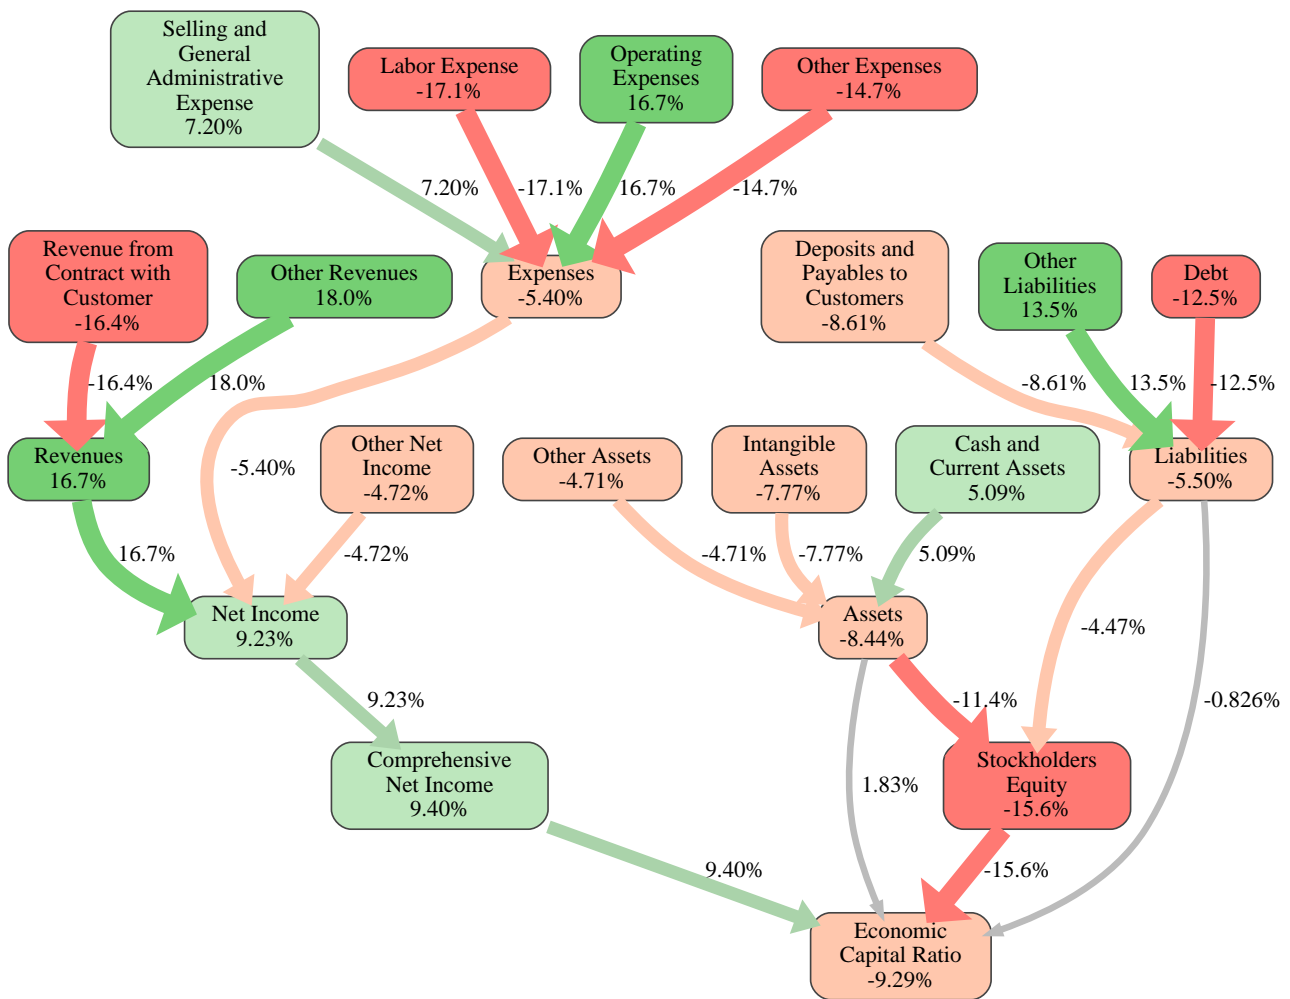 Selling and
General
Administrative
Expense
7.20%
Labor Expense
-17.1%
Operating
Expenses
16.7%
Other Expenses
-14.7%
7.20%
-17.1%
16.7%
-14.7%
Revenue from
Contract with
Customer
-16.4%
Other Revenues
18.0%
Expenses
-5.40%
Deposits and
Payables to
Customers
-8.61%
Other
Liabilities
13.5%
Debt
-12.5%
-16.4%
18.0%
-8.61%
13.5%
-12.5%
Revenues
16.7%
-5.40%
Other Net
Income
-4.72%
Other Assets
-4.71%
Intangible
Assets
-7.77%
Cash and
Current Assets
5.09%
Liabilities
-5.50%
16.7%
-4.72%
-4.71%
-7.77%
5.09%
Net Income
9.23%
Assets
-8.44%
-4.47%
9.23%
-11.4%
-0.826%
Comprehensive
Net Income
9.40%
1.83%
Stockholders
Equity
-15.6%
9.40%
-15.6%
Economic
Capital Ratio
-9.29%